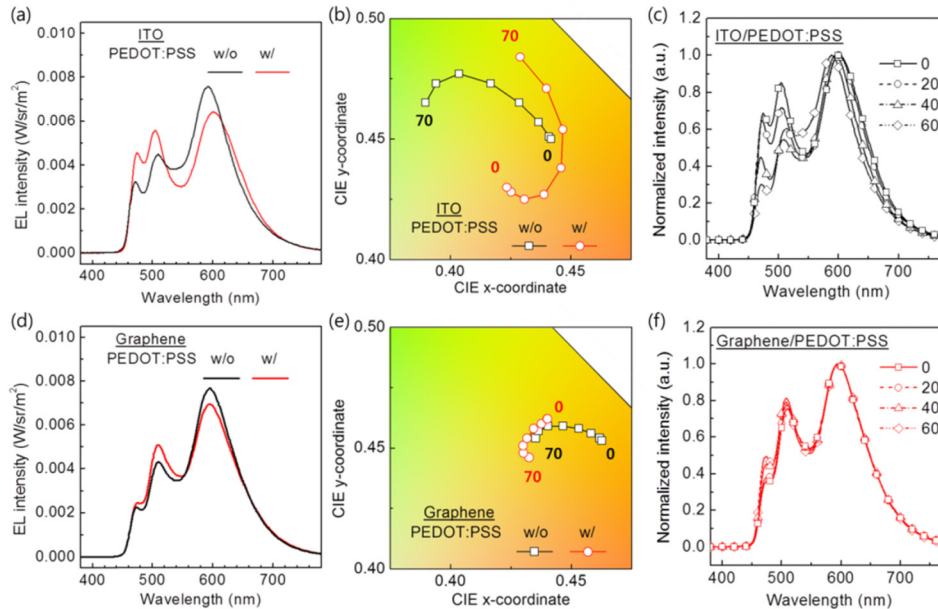 (a)
ITO
PEDOT:PSS w/o w/
0.010
0.008
0.006
0.004
0.002
0.000
EL intensity (W/sr/m²)
400 500 600 700
Wavelength (nm)
(b)
0.50
0.45
0.40
CIE y-coordinate
70
70
0
0
ITO
PEDOT:PSS w/o w/
0.40 0.45
CIE x-coordinate
(c)
ITO/PEDOT:PSS
0
20
40
60
1.2
1.0
0.8
0.6
0.4
0.2
0.0
Normalized intensity (a.u.)
400 500 600 700
Wavelength (nm)
(d)
Graphene
PEDOT:PSS w/o w/
0.010
0.008
0.006
0.004
0.002
0.000
EL intensity (W/sr/m²)
400 500 600 700
Wavelength (nm)
(e)
0.50
0.45
0.40
CIE y-coordinate
0
70
0
70
Graphene
PEDOT:PSS w/o w/
0.40 0.45
CIE x-coordinate
(f)
Graphene/PEDOT:PSS
0
20
40
60
1.2
1.0
0.8
0.6
0.4
0.2
0.0
Normalized intensity (a.u.)
400 500 600 700
Wavelength (nm)